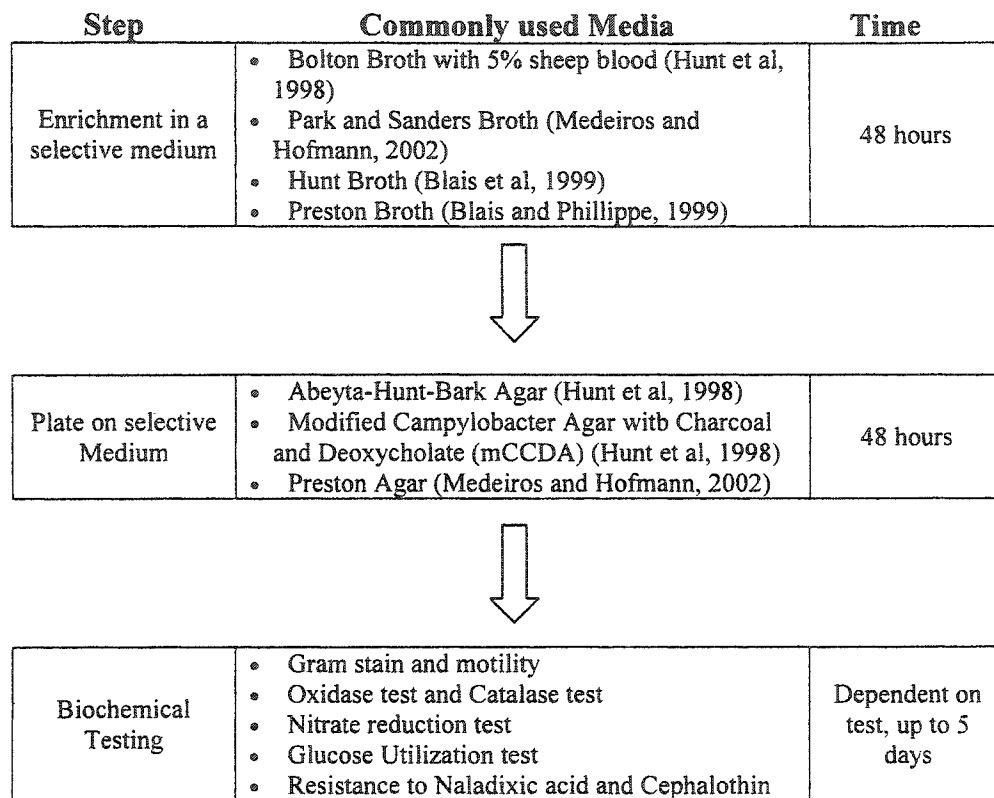 Step Commonly used Media Time
Enrichment in a selective medium
• Bolton Broth with 5% sheep blood (Hunt et al,
1998)
• Park and Sanders Broth (Medeiros and
Hofmann, 2002)
• Hunt Broth (Blais et al, 1999)
• Preston Broth (Blais and Phillippe, 1999)
48 hours
Plate on selective
Medium
• Abeyta-Hunt-Bark Agar (Hunt et al, 1998)
• Modified Campylobacter Agar with Charcoal
and Deoxycholate (mCCDA) (Hunt et al, 1998)
• Preston Agar (Medeiros and Hofmann, 2002)
48 hours
Biochemical
Testing
• Gram stain and motility
• Oxidase test and Catalase test
• Nitrate reduction test
• Glucose Utilization test
• Resistance to Naladixic acid and Cephalothin
Dependent on
test, up to 5
days